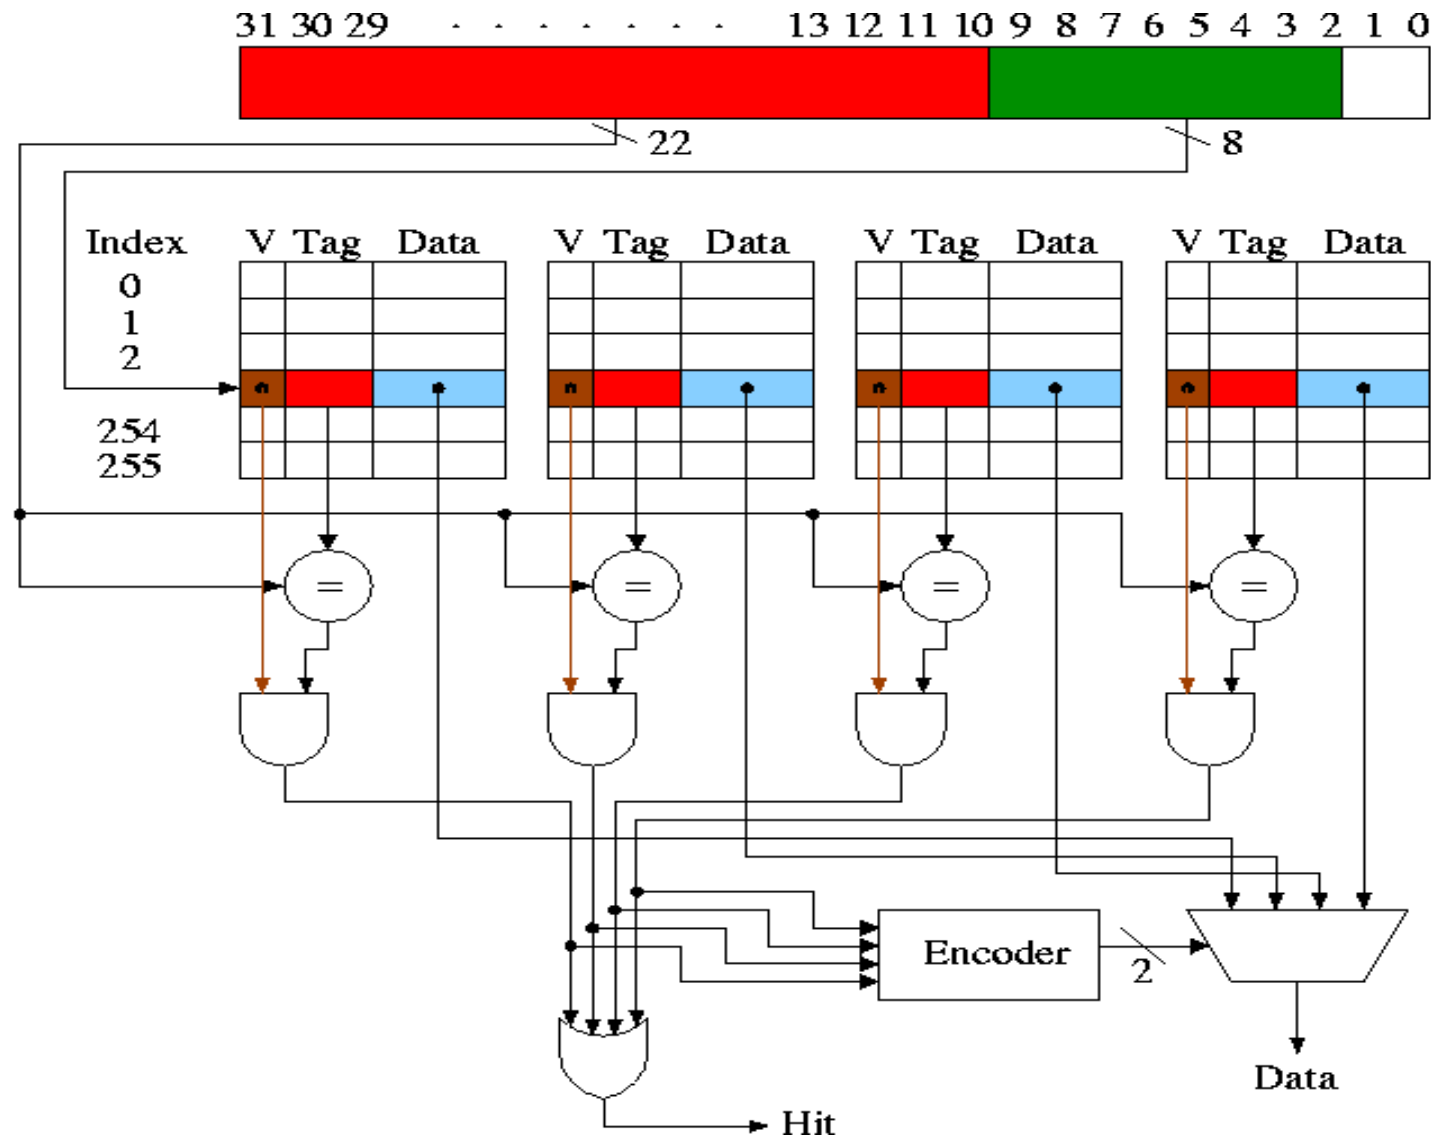 31 30 29 . . . . . . . 13 12 11 10 9 8 7 6 5 4 3 2 1 0
22 8
Index V Tag Data V Tag Data V Tag Data V Tag Data
0
1
2
254
255
= = = =
Encoder
2
Data
Hit